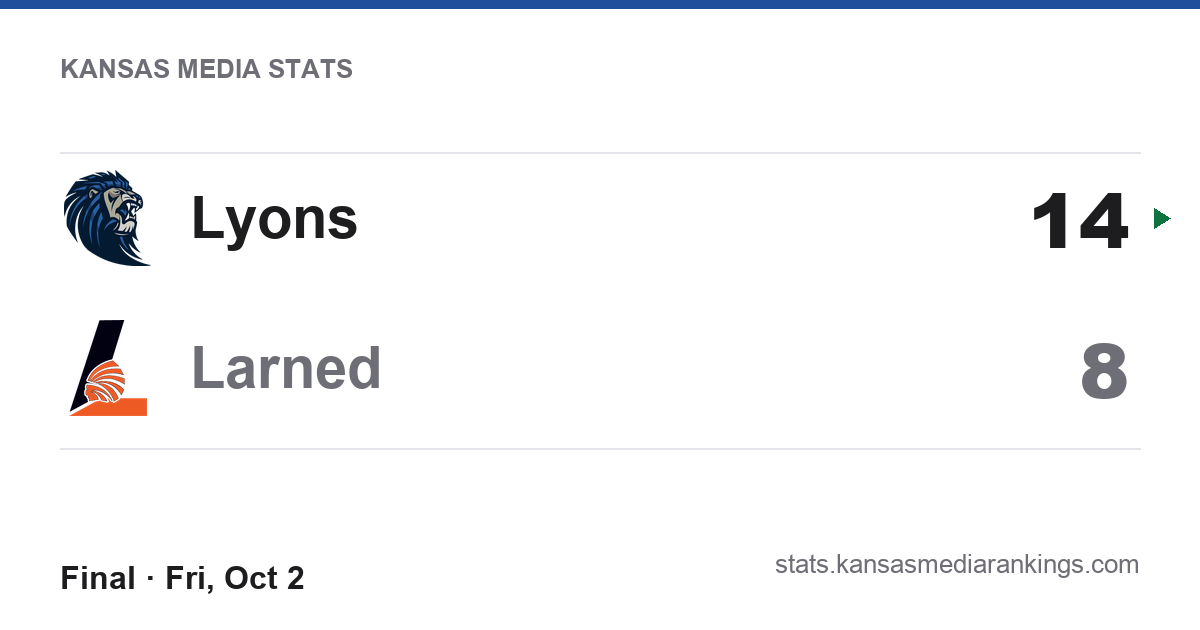 KANSAS MEDIA STATS
Lyons 14
Larned 8
Final · Fri, Oct 2
stats.kansasmediarankings.com